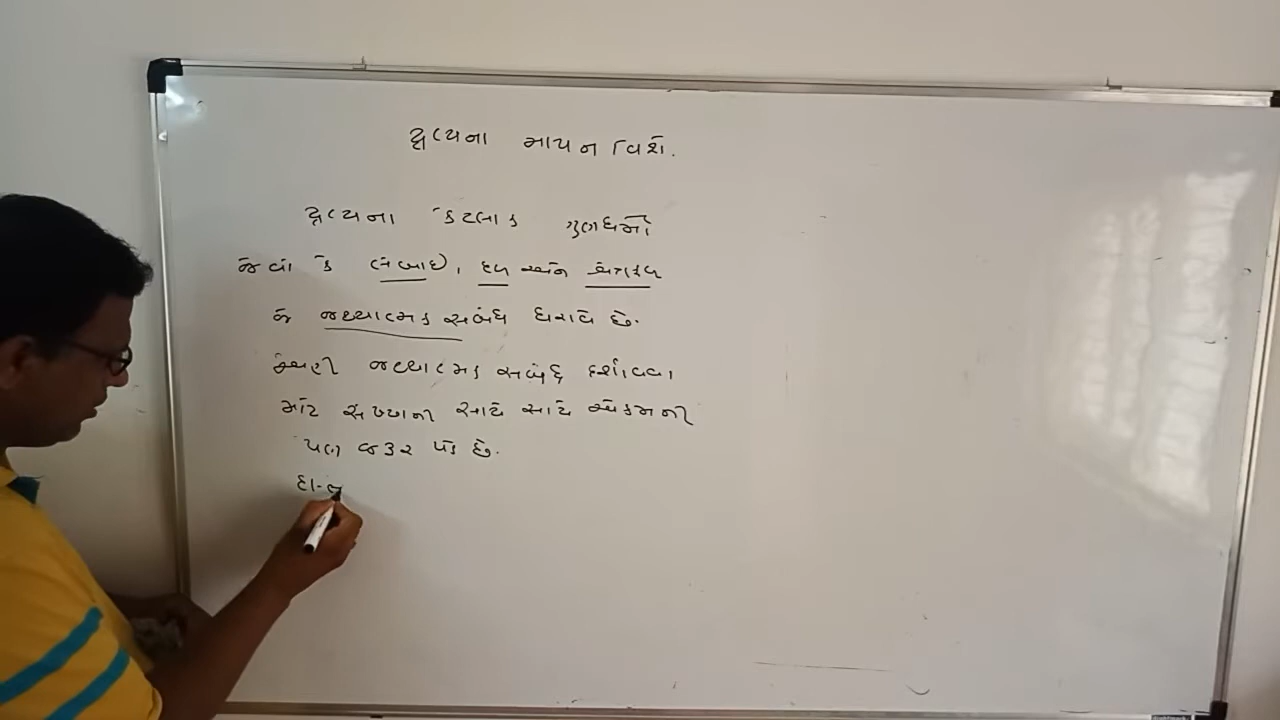 દ્રવ્યના માપન વિશે.
દ્રવ્યના કેટલાક ગુણધર્મો
જેવા કે લંબાઈ, દળ અને ક્ષેત્રફળ
જે જથ્થાત્મક સંબંધ ધરાવે છે.
જથ્થાત્મક સંબંધ દર્શાવવા
માટે સંખ્યાની સાથે સાથે એકમની
પણ જરૂર પડે છે.
દા.ત